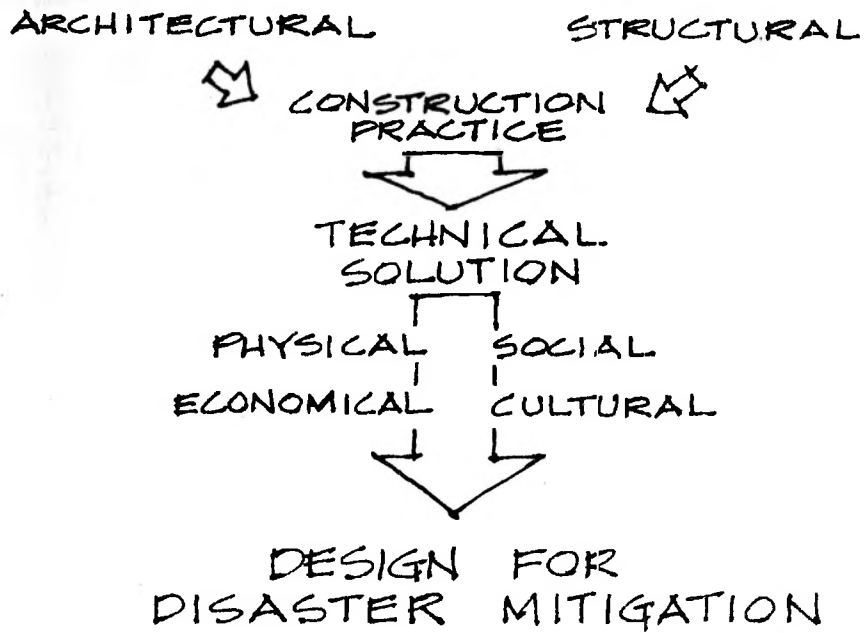 ARCHITECTURAL STRUCTURAL
CONSTRUCTION
PRACTICE
TECHNICAL
SOLUTION
PHYSICAL SOCIAL
ECONOMICAL CULTURAL
DESIGN FOR
DISASTER MITIGATION